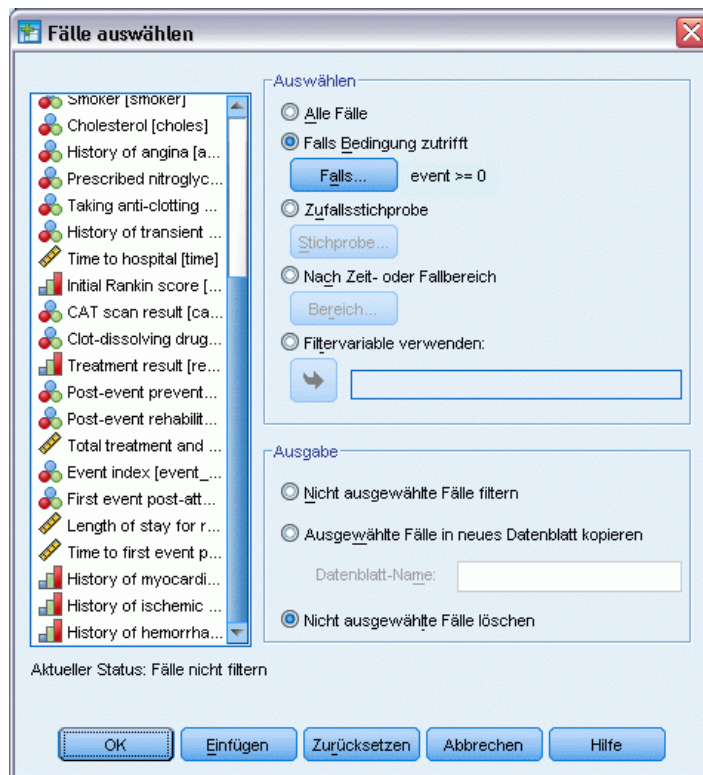 Fälle auswählen
Smoker [smoker]
Cholesterol [choles]
History of angina [a...
Prescribed nitroglyc...
Taking anti-clotting ...
History of transient ...
Time to hospital [time]
Initial Rankin score [...
CAT scan result [ca...
Clot-dissolving drug...
Treatment result [re...
Post-event prevent...
Post-event rehabilit...
Total treatment and ...
Event index [event_...
First event post-att...
Length of stay for r...
Time to first event p...
History of myocardi...
History of ischemic ...
History of hemorrha...
Auswählen
Alle Fälle
Falls Bedingung zutrifft
Falls... event >= 0
Zufallsstichprobe
Stichprobe...
Nach Zeit- oder Fallbereich
Bereich...
Filtervariable verwenden:
Ausgabe
Nicht ausgewählte Fälle filtern
Ausgewählte Fälle in neues Datenblatt kopieren
Datenblatt-Name:
Nicht ausgewählte Fälle löschen
Aktueller Status: Fälle nicht filtern
OK Einfügen Zurücksetzen Abbrechen Hilfe